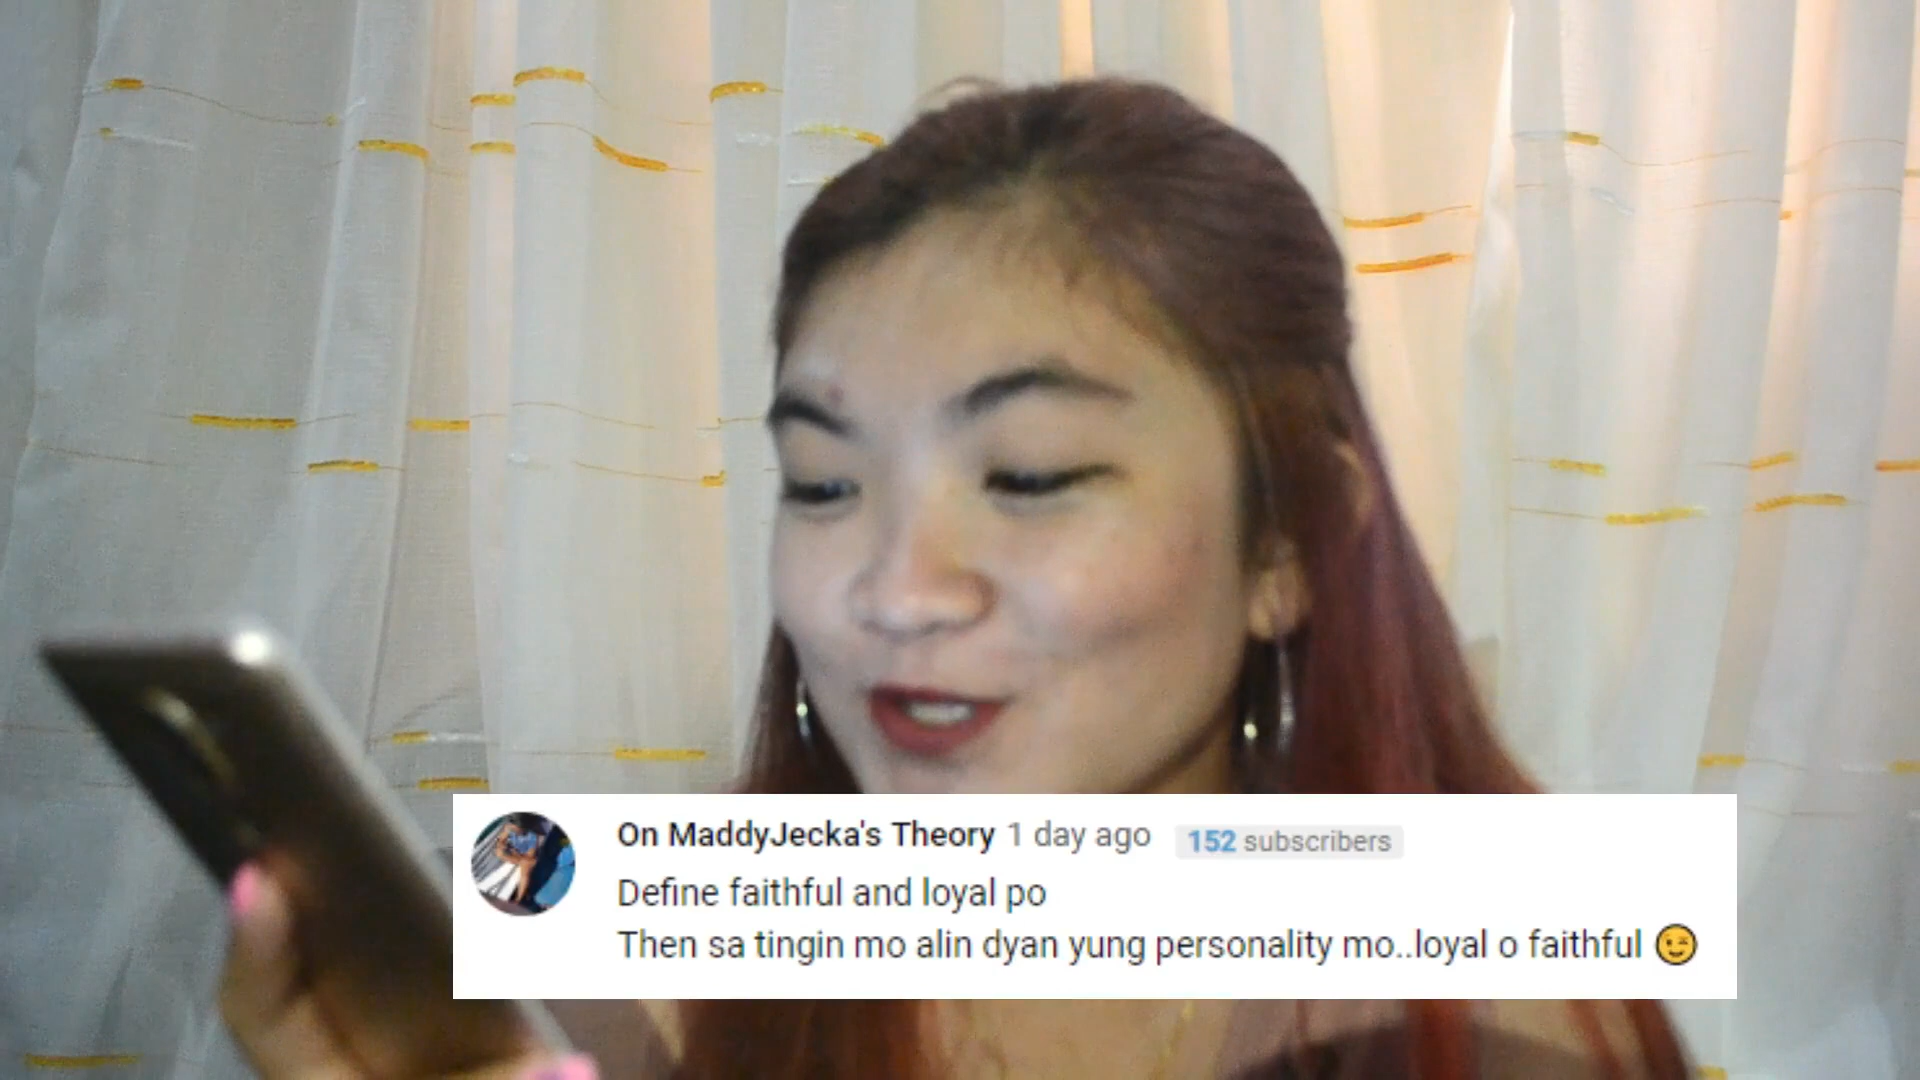 On MaddyJecka's Theory 1 day ago 152 subscribers
Define faithful and loyal po
Then sa tingin mo alin dyan yung personality mo..loyal o faithful 😉